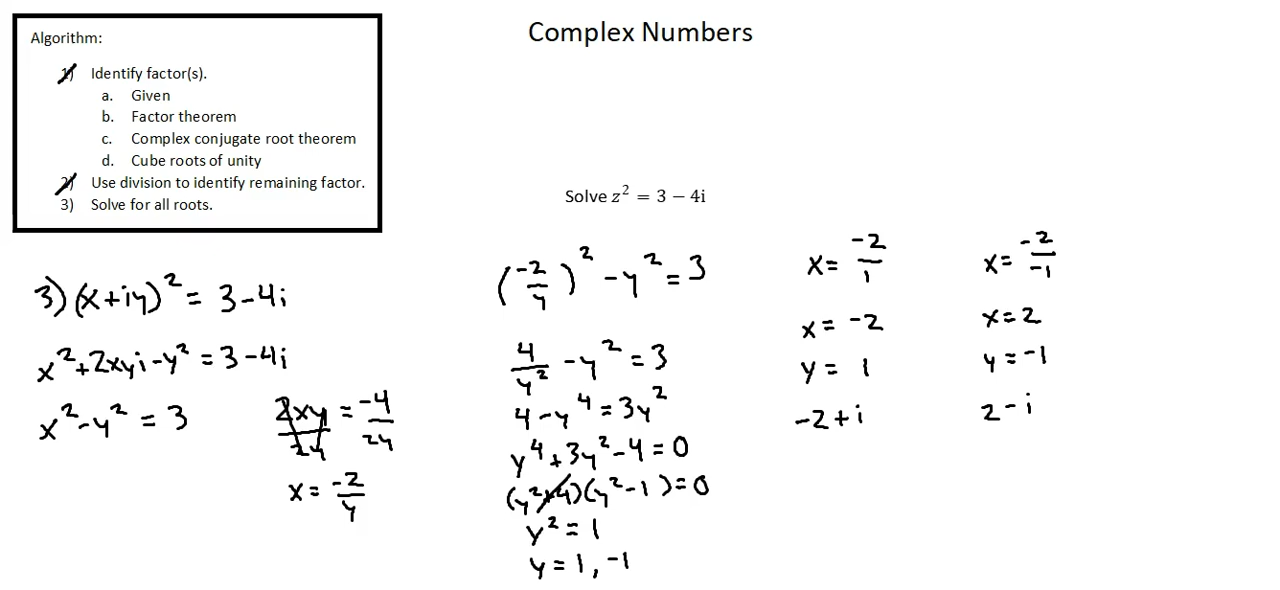 Complex Numbers
Algorithm:
1) Identify factor(s).
a. Given
b. Factor theorem
c. Complex conjugate root theorem
d. Cube roots of unity
2) Use division to identify remaining factor.
3) Solve for all roots.
Solve z² = 3 − 4i
3) (x+iy)² = 3-4i
x²+2xyi-y² = 3-4i
x²-y² = 3
2xy/2y = -4/2y
x = -2/y
(-2/y)² - y² = 3
4/y² - y² = 3
4-y⁴ = 3y²
y⁴+3y²-4=0
(y²+4)(y²-1)=0
y² = 1
y = 1, -1
x = -2/1
x = -2
y = 1
-2+i
x = -2/-1
x = 2
y = -1
2-i